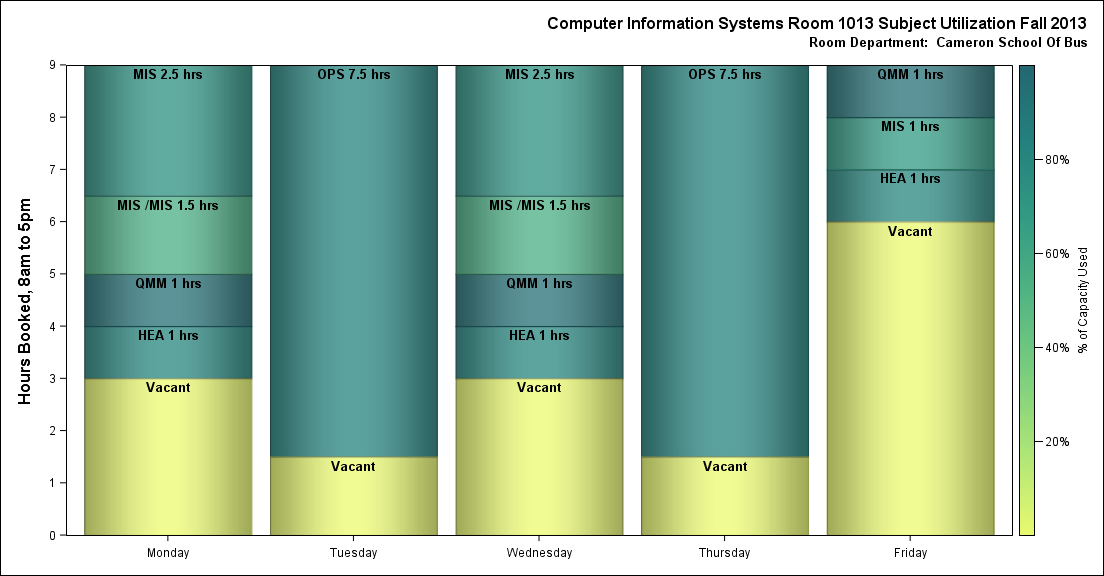 Computer Information Systems Room 1013 Subject Utilization Fall 2013
Room Department:  Cameron School Of Bus
Hours Booked, 8am to 5pm
9
8
7
6
5
4
3
2
1
0
MIS 2.5 hrs
MIS /MIS 1.5 hrs
QMM 1 hrs
HEA 1 hrs
Vacant
OPS 7.5 hrs
Vacant
MIS 2.5 hrs
MIS /MIS 1.5 hrs
QMM 1 hrs
HEA 1 hrs
Vacant
OPS 7.5 hrs
Vacant
QMM 1 hrs
MIS 1 hrs
HEA 1 hrs
Vacant
Monday
Tuesday
Wednesday
Thursday
Friday
80%
60%
40%
20%
% of Capacity Used